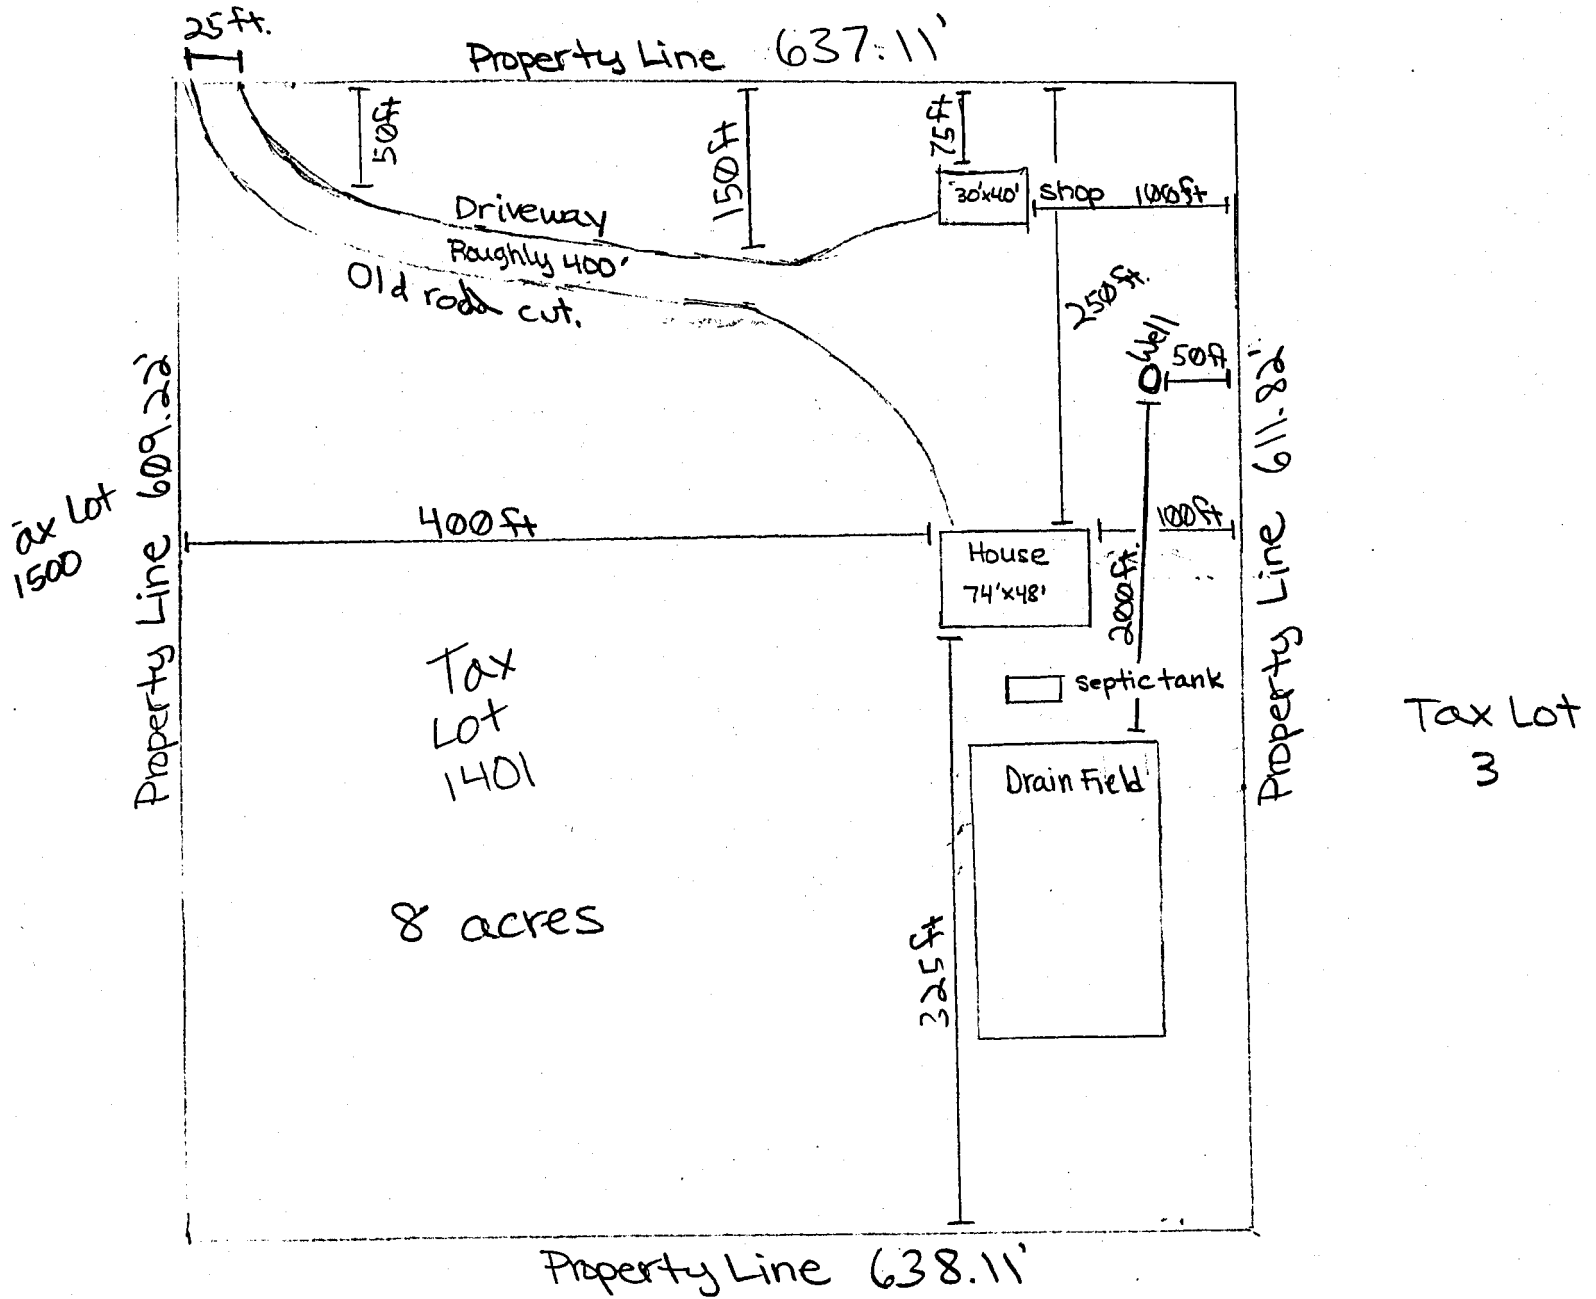 25ft.
Property Line 637.11'
50ft
150ft
75ft
30'x40'
shop 100ft
Driveway
Roughly 400'
Old roda cut.
250ft.
Well
50ft
Property Line 609.22'
Property Line 611.82'
ax Lot
1500
400ft
100ft
House
74'x48'
200ft.
Tax
Lot
1401
septic tank
Tax Lot
3
Drain Field
8 acres
325ft
Property Line 638.11'